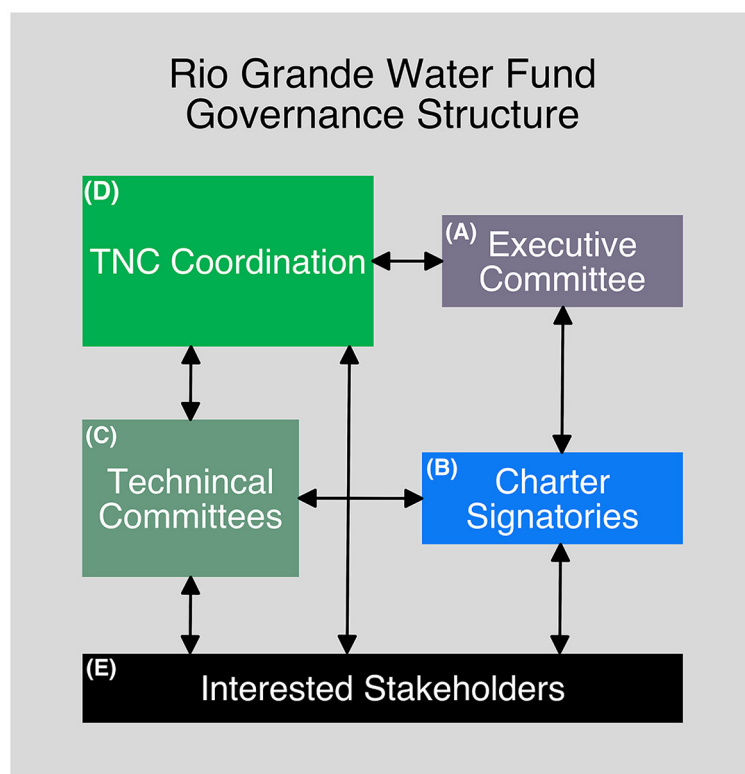 Rio Grande Water Fund
Governance Structure
(D)
TNC Coordination
(A)
Executive
Committee
(C)
Technincal
Committees
(B)
Charter
Signatories
(E)
Interested Stakeholders